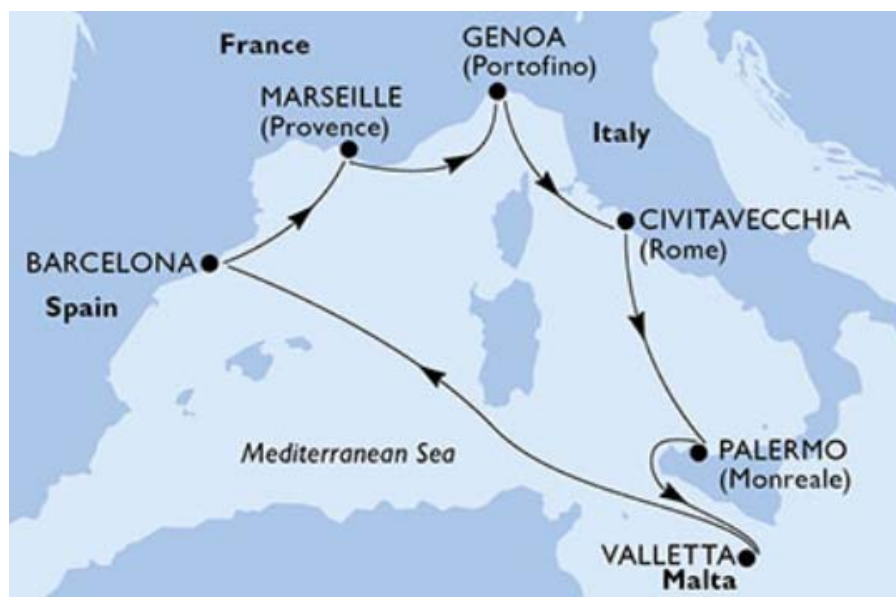 France
GENOA
(Portofino)
MARSEILLE
(Provence)
Italy
CIVITAVECCHIA
(Rome)
BARCELONA
Spain
Mediterranean Sea
PALERMO
(Monreale)
VALLETTA
Malta